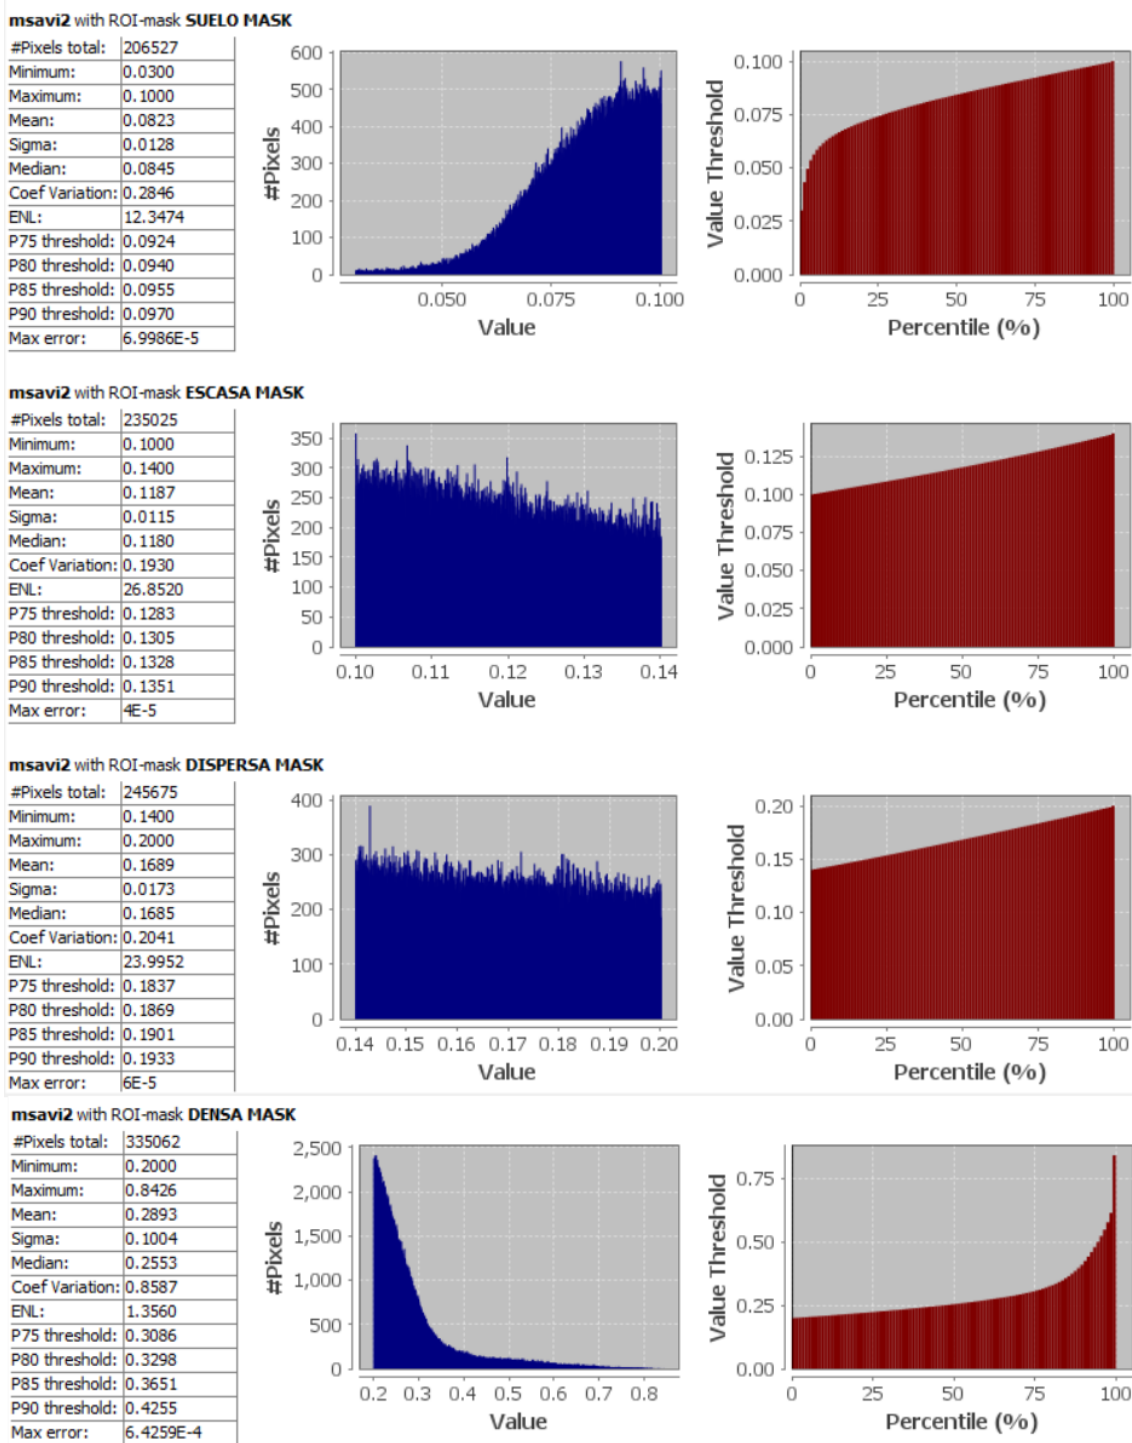 msavi2 with ROI-mask SUELO MASK
#Pixels total: 206527
Minimum: 0.0300
Maximum: 0.1000
Mean: 0.0823
Sigma: 0.0128
Median: 0.0845
Coef Variation: 0.2846
ENL: 12.3474
P75 threshold: 0.0924
P80 threshold: 0.0940
P85 threshold: 0.0955
P90 threshold: 0.0970
Max error: 6.9986E-5
#Pixels
600
500
400
300
200
100
0
0.050 0.075 0.100
Value
Value Threshold
0.100
0.075
0.050
0.025
0.000
0 25 50 75 100
Percentile (%)
msavi2 with ROI-mask ESCASA MASK
#Pixels total: 235025
Minimum: 0.1000
Maximum: 0.1400
Mean: 0.1187
Sigma: 0.0115
Median: 0.1180
Coef Variation: 0.1930
ENL: 26.8520
P75 threshold: 0.1283
P80 threshold: 0.1305
P85 threshold: 0.1328
P90 threshold: 0.1351
Max error: 4E-5
#Pixels
350
300
250
200
150
100
50
0
0.10 0.11 0.12 0.13 0.14
Value
Value Threshold
0.125
0.100
0.075
0.050
0.025
0.000
0 25 50 75 100
Percentile (%)
msavi2 with ROI-mask DISPERSA MASK
#Pixels total: 245675
Minimum: 0.1400
Maximum: 0.2000
Mean: 0.1689
Sigma: 0.0173
Median: 0.1685
Coef Variation: 0.2041
ENL: 23.9952
P75 threshold: 0.1837
P80 threshold: 0.1869
P85 threshold: 0.1901
P90 threshold: 0.1933
Max error: 6E-5
#Pixels
400
300
200
100
0
0.14 0.15 0.16 0.17 0.18 0.19 0.20
Value
Value Threshold
0.20
0.15
0.10
0.05
0.00
0 25 50 75 100
Percentile (%)
msavi2 with ROI-mask DENSA MASK
#Pixels total: 335062
Minimum: 0.2000
Maximum: 0.8426
Mean: 0.2893
Sigma: 0.1004
Median: 0.2553
Coef Variation: 0.8587
ENL: 1.3560
P75 threshold: 0.3086
P80 threshold: 0.3298
P85 threshold: 0.3651
P90 threshold: 0.4255
Max error: 6.4259E-4
#Pixels
2,500
2,000
1,500
1,000
500
0
0.2 0.3 0.4 0.5 0.6 0.7 0.8
Value
Value Threshold
0.75
0.50
0.25
0.00
0 25 50 75 100
Percentile (%)